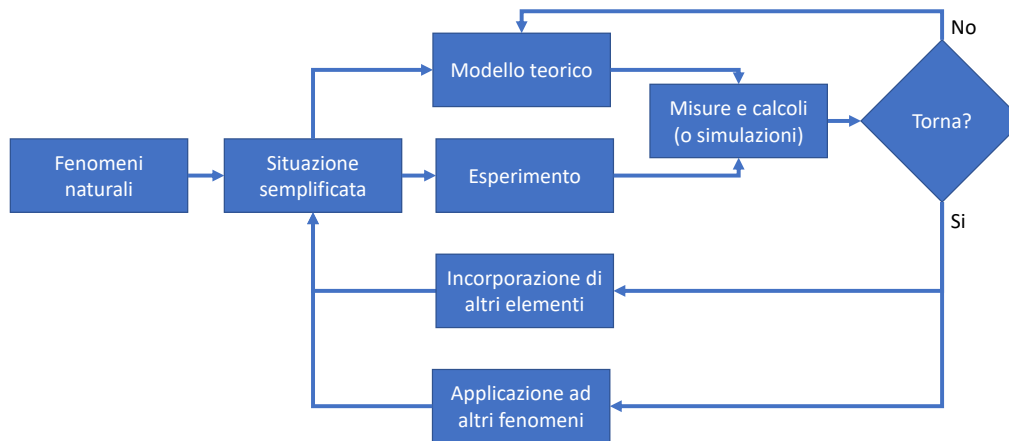 No
Modello teorico
Misure e calcoli
(o simulazioni)
Torna?
Fenomeni
naturali
Situazione
semplificata
Esperimento
Si
Incorporazione di
altri elementi
Applicazione ad
altri fenomeni